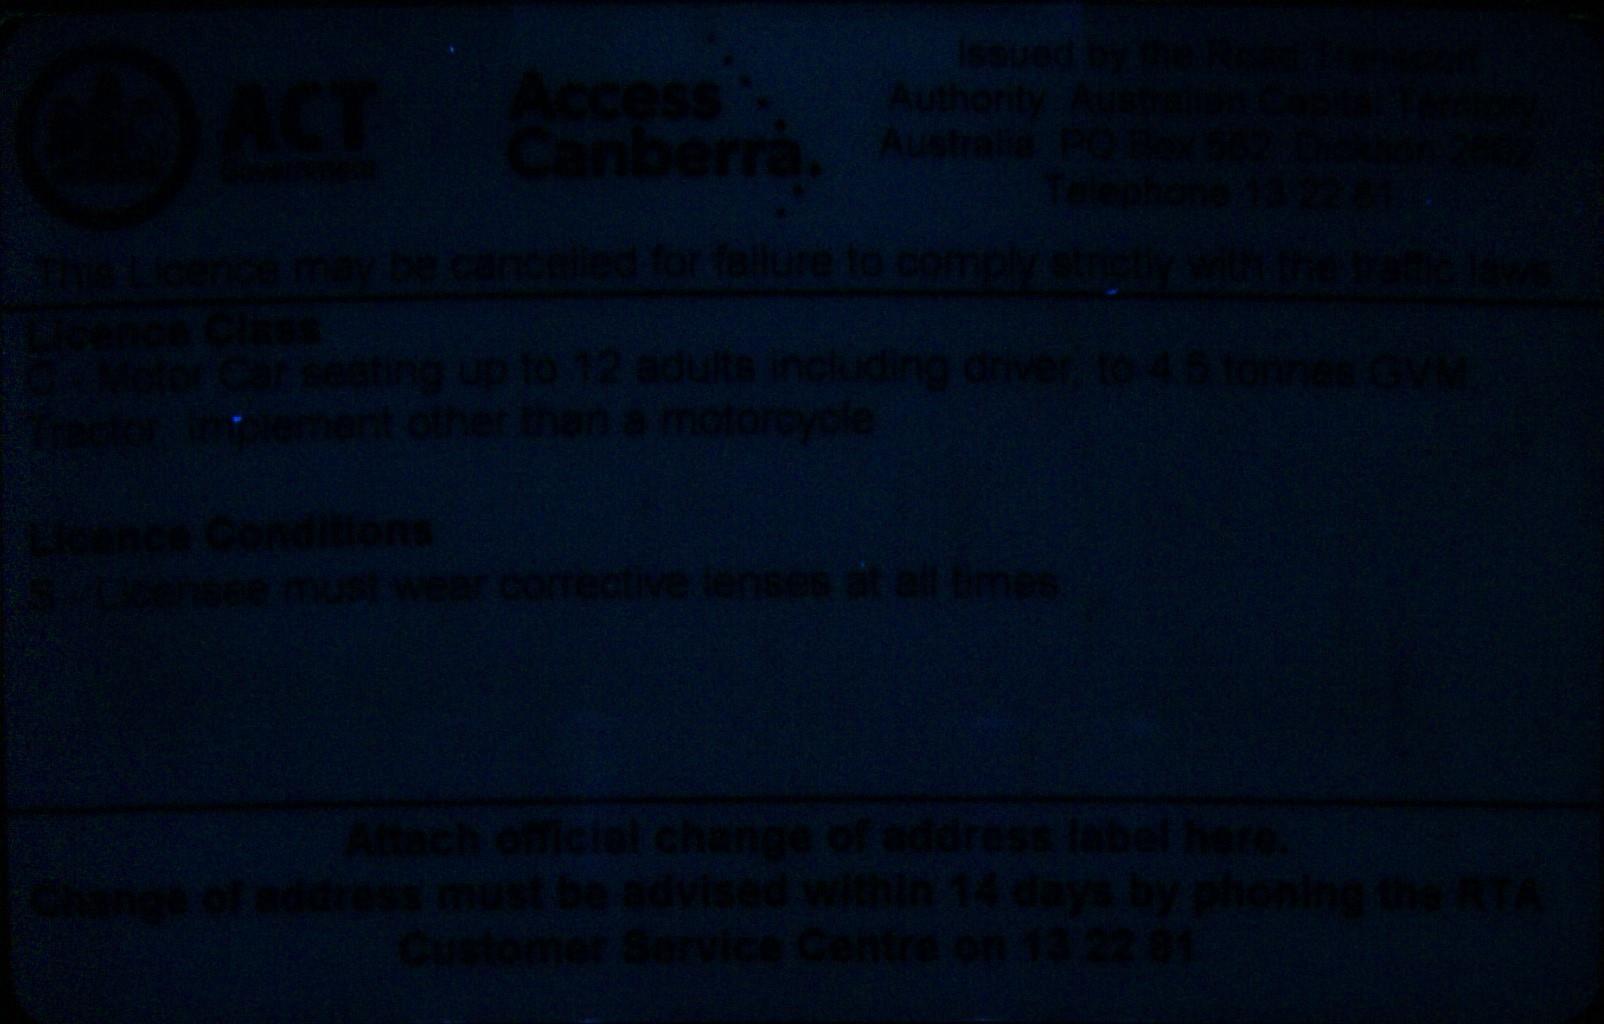 ACT
Government
Access
Canberra.
Issued by the Road Transport
Authority Australian Capital Territory,
Australia PO Box 582 Dickson 2602
Telephone 13 22 81
This Licence may be cancelled for failure to comply strictly with the traffic laws.
Licence Class
C - Motor Car seating up to 12 adults including driver, to 4.5 tonnes GVM,
Tractor, implement other than a motorcycle
Licence Conditions
S - Licensee must wear corrective lenses at all times
Attach official change of address label here.
Change of address must be advised within 14 days by phoning the RTA
Customer Service Centre on 13 22 81